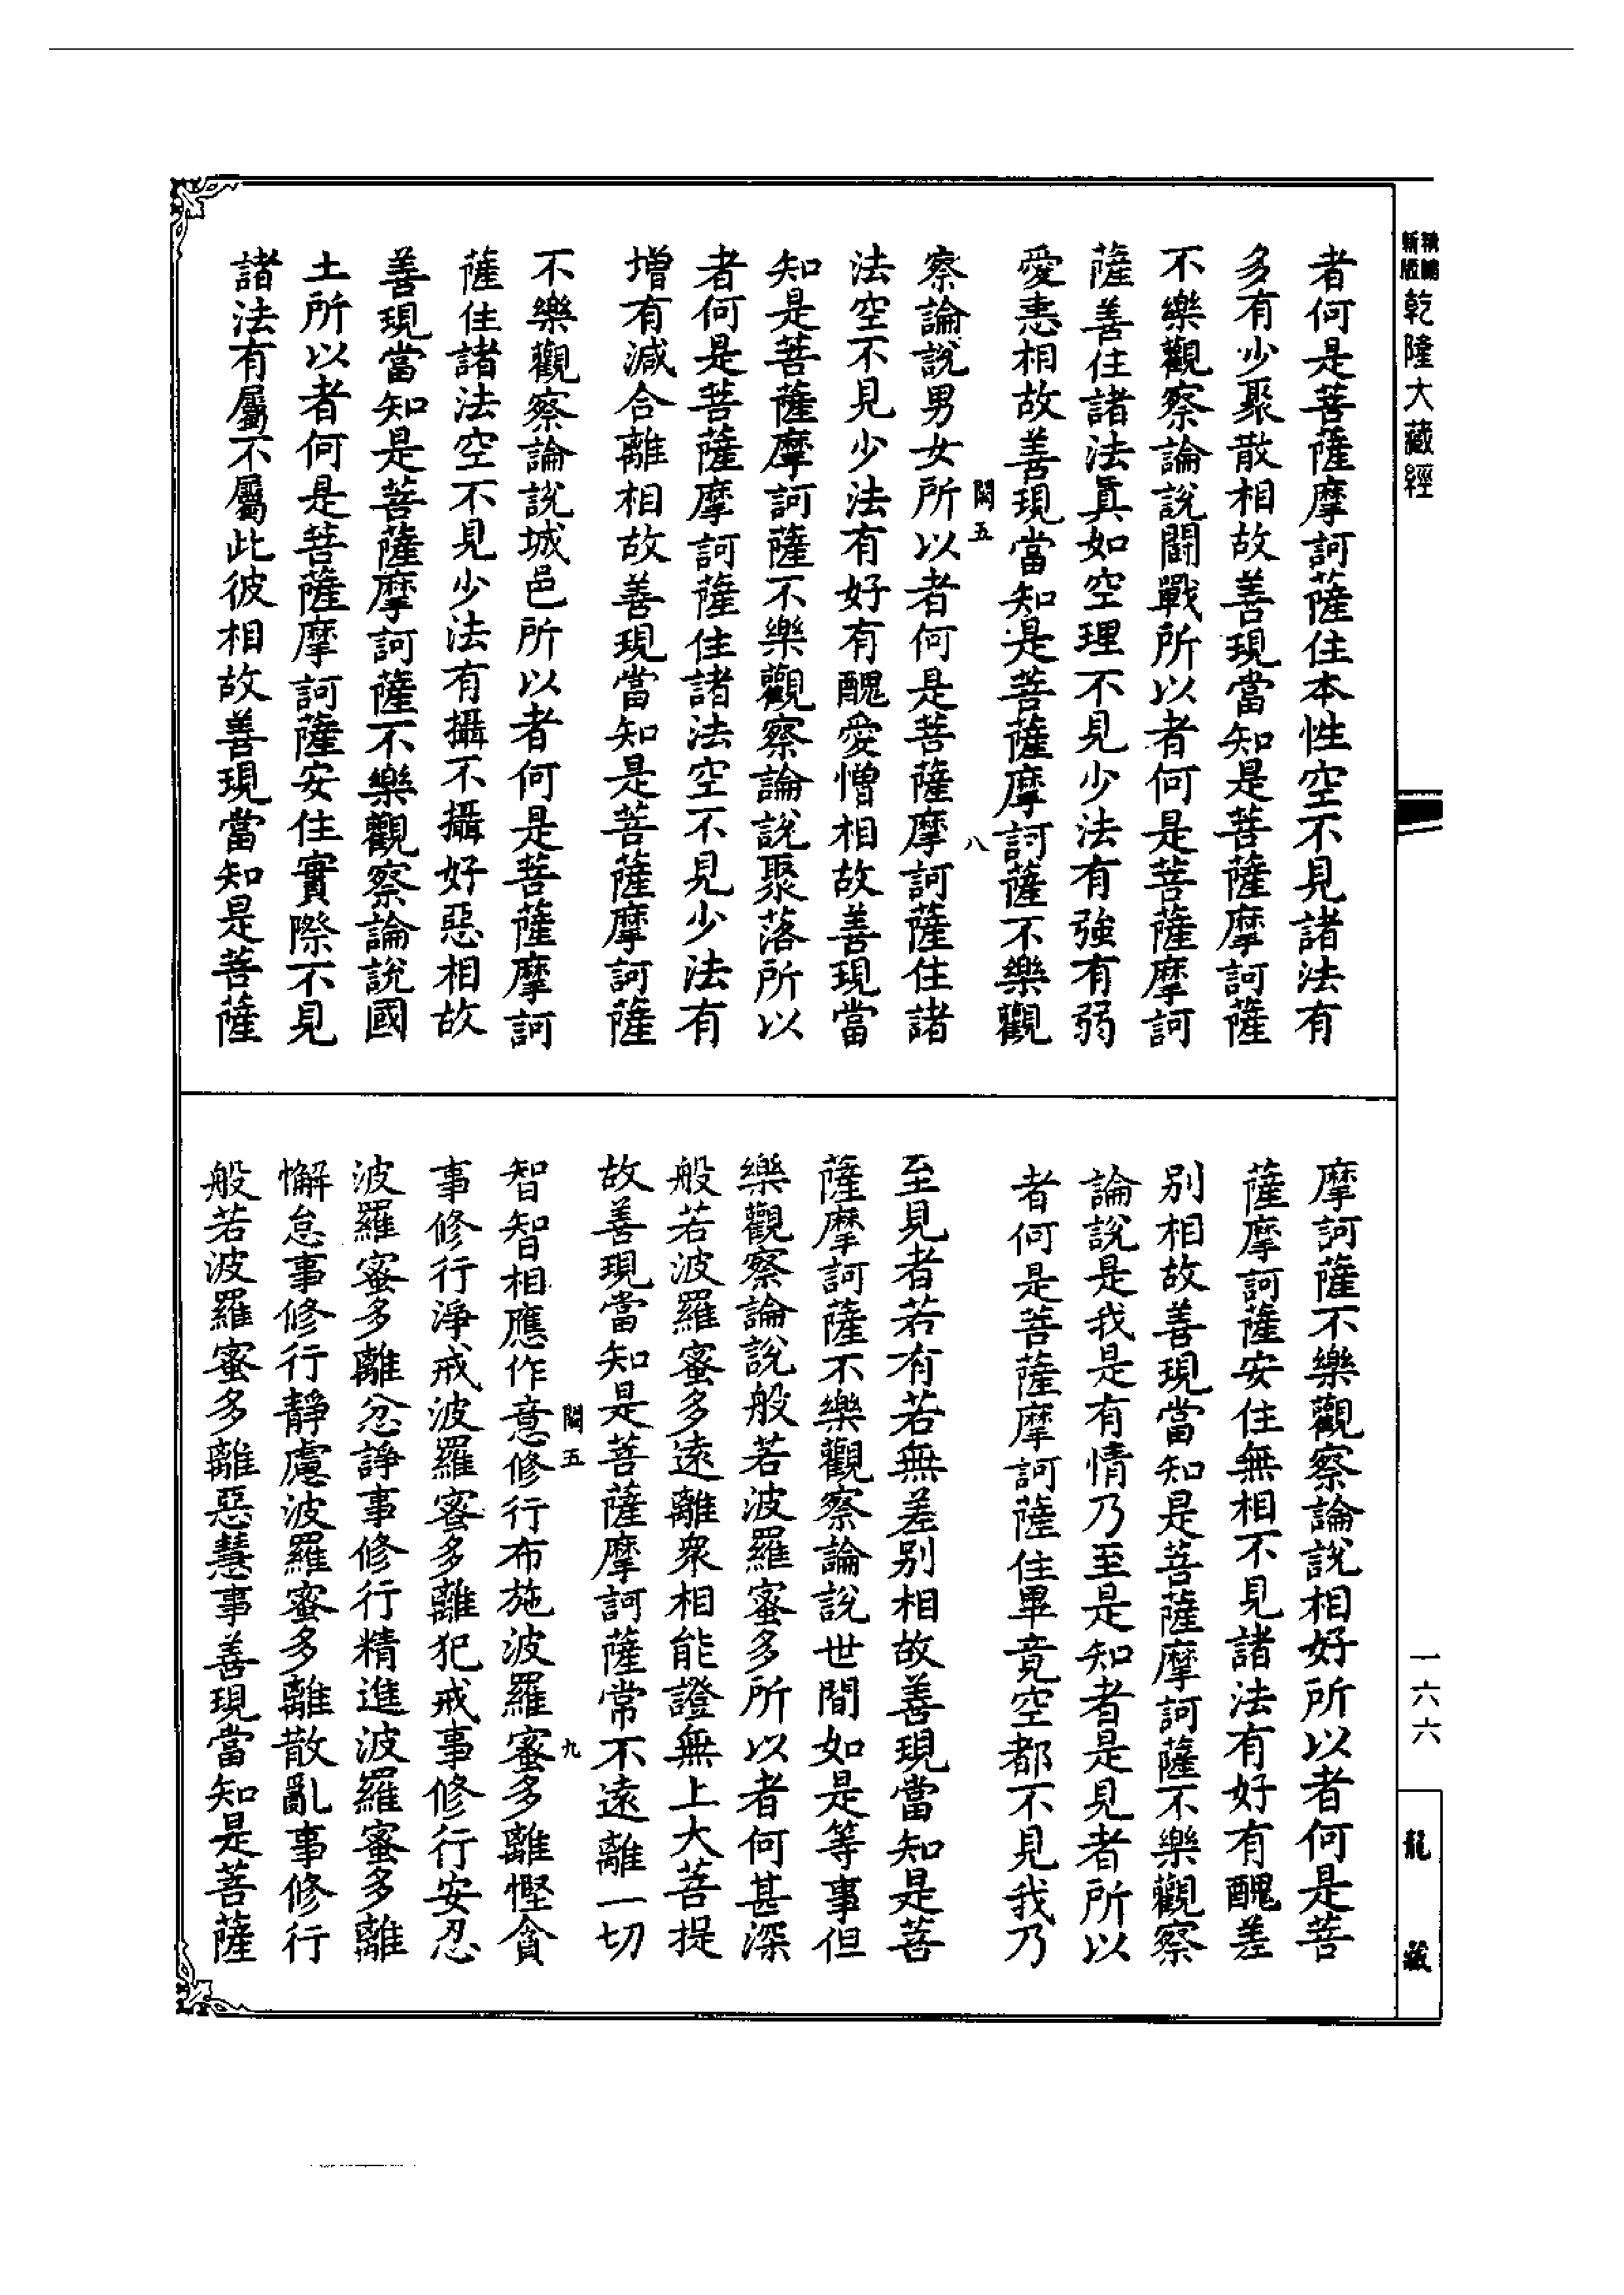 乾隆大藏經
者何是菩薩摩訶薩住本性空不見諸法有
多有少聚散相故善現當知是菩薩摩訶薩
不樂觀察論說鬪戰所以者何是菩薩摩訶
薩善住諸法真如空理不見少法有強有弱
愛恚相故善現當知是菩薩摩訶薩不樂觀
闕五 八
察論說男女所以者何是菩薩摩訶薩住諸
法空不見少法有好有醜愛憎相故善現當
知是菩薩摩訶薩不樂觀察論說聚落所以
者何是菩薩摩訶薩住諸法空不見少法有
增有減合離相故善現當知是菩薩摩訶薩
不樂觀察論說城邑所以者何是菩薩摩訶
薩住諸法空不見少法有攝不攝好惡相故
善現當知是菩薩摩訶薩不樂觀察論說國
土所以者何是菩薩摩訶薩安住實際不見
諸法有屬不屬此彼相故善現當知是菩薩
摩訶薩不樂觀察論說相好所以者何是菩
薩摩訶薩安住無相不見諸法有好有醜差
別相故善現當知是菩薩摩訶薩不樂觀察
論說是我是有情乃至是知者是見者所以
者何是菩薩摩訶薩住畢竟空都不見我乃
至見者若有若無差別相故善現當知是菩
薩摩訶薩不樂觀察論說世間如是等事但
樂觀察論說般若波羅蜜多所以者何甚深
般若波羅蜜多遠離眾相能證無上大菩提
故善現當知是菩薩摩訶薩常不遠離一切
闕五 九
智智相應作意修行布施波羅蜜多離慳貪
事修行淨戒波羅蜜多離犯戒事修行安忍
波羅蜜多離忿諍事修行精進波羅蜜多離
懈怠事修行靜慮波羅蜜多離散亂事修行
般若波羅蜜多離惡慧事善現當知是菩薩
一六六
龍藏